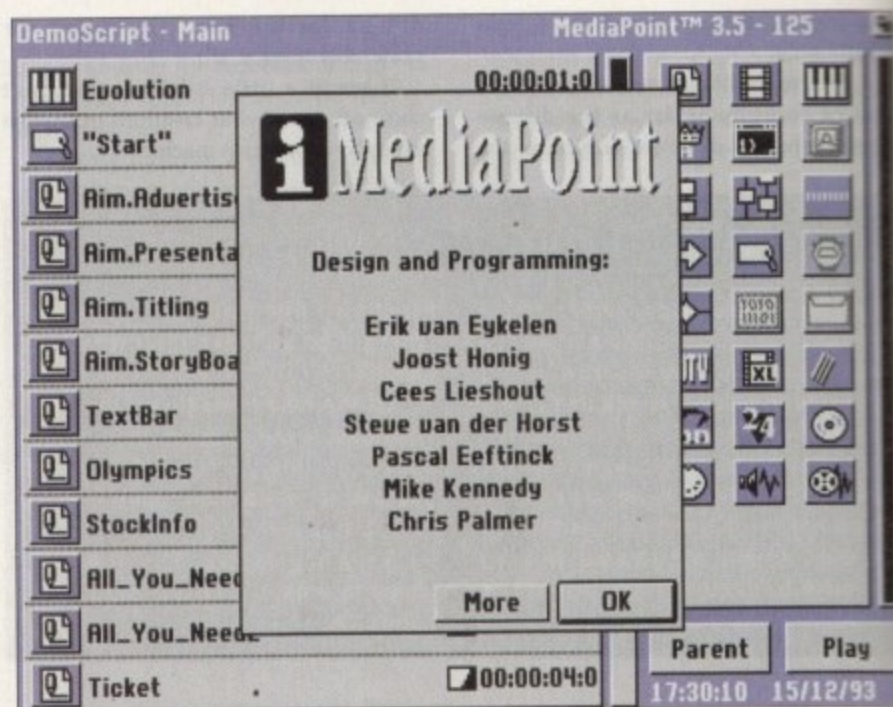 DemoScript - Main
MediaPoint™ 3.5 - 125
Evolution 00:00:01:0
"Start"
Aim.Advertis
Aim.Presenta
Aim.Titling
Aim.StoryBoa
TextBar
Olympics
StockInfo
All_You_Need
All_You_Need2
Ticket 00:00:04:0
i MediaPoint
Design and Programming:
Erik van Eykelen
Joost Honig
Cees Lieshout
Steve van der Horst
Pascal Eeftinck
Mike Kennedy
Chris Palmer
More OK
XL
Parent Play
17:30:10 15/12/93